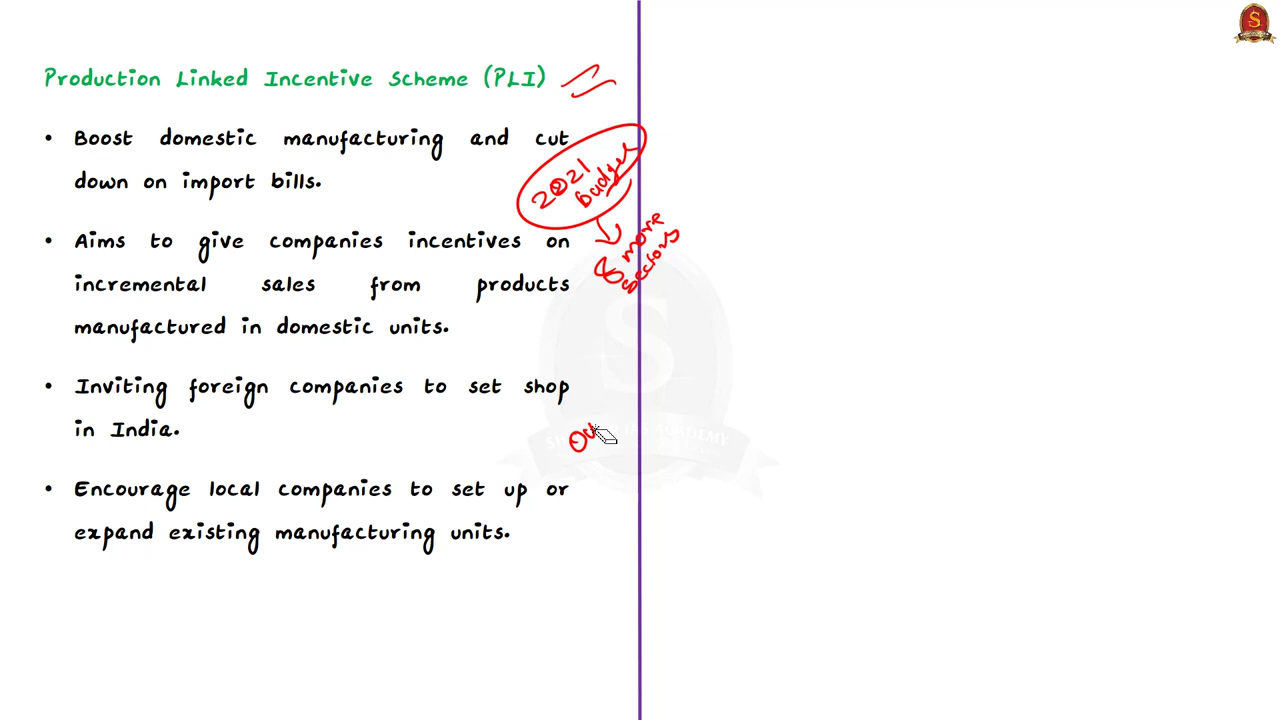 Production Linked Incentive Scheme (PLI)
• Boost domestic manufacturing and cut
down on import bills.
2021
budget
• Aims to give companies incentives on
incremental sales from products
manufactured in domestic units.
8 more
sectors
• Inviting foreign companies to set shop
in India.
• Encourage local companies to set up or
expand existing manufacturing units.
S
ACADEMY